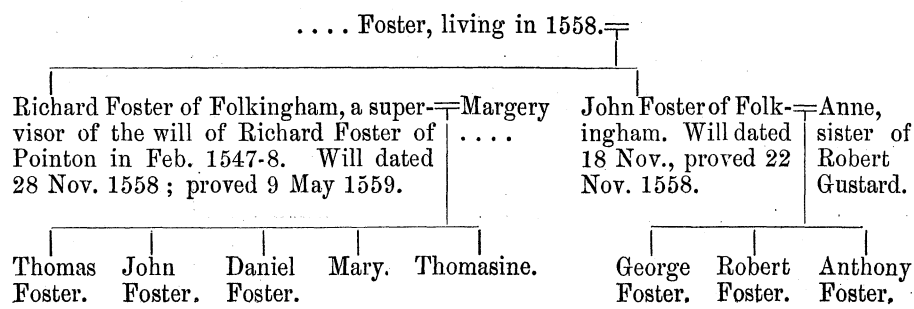 .... Foster, living in 1558.
Richard Foster of Folkingham, a super-
visor of the will of Richard Foster of
Pointon in Feb. 1547-8. Will dated
28 Nov. 1558 ; proved 9 May 1559.
Margery
....
John Foster of Folk-
ingham. Will dated
18 Nov., proved 22
Nov. 1558.
Anne,
sister of
Robert
Gustard.
Thomas
Foster.
John
Foster.
Daniel
Foster.
Mary.
Thomasine.
George
Foster.
Robert
Foster.
Anthony
Foster.